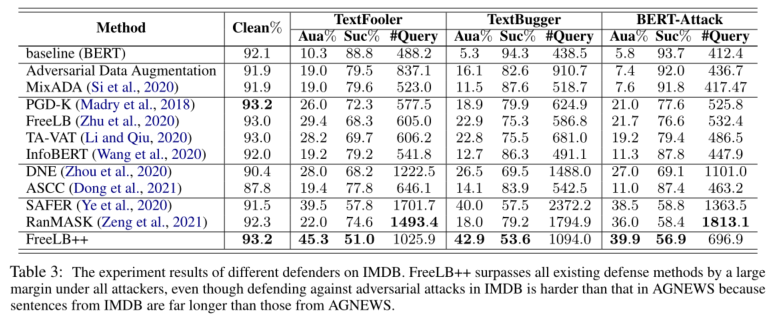 Method Clean% TextFooler TextBugger BERT-Attack
Aua% Suc% #Query Aua% Suc% #Query Aua% Suc% #Query
baseline (BERT) 92.1 10.3 88.8 488.2 5.3 94.3 438.5 5.8 93.7 412.4
Adversarial Data Augmentation 91.9 19.0 79.5 837.1 16.1 82.6 910.7 7.4 92.0 436.7
MixADA (Si et al., 2020) 91.9 19.0 79.6 523.0 11.5 87.6 518.7 7.6 91.8 417.47
PGD-K (Madry et al., 2018) 93.2 26.0 72.3 577.5 18.9 79.9 624.9 21.0 77.6 525.8
FreeLB (Zhu et al., 2020) 93.0 29.4 68.3 605.0 22.9 75.3 586.8 21.7 76.6 532.4
TA-VAT (Li and Qiu, 2020) 93.0 28.2 69.7 606.2 22.8 75.5 681.0 19.2 79.4 486.5
InfoBERT (Wang et al., 2020) 92.0 19.2 79.2 541.8 12.7 86.3 491.1 11.3 87.8 447.9
DNE (Zhou et al., 2020) 90.4 28.0 68.2 1222.5 26.5 69.5 1488.0 27.0 69.1 1101.0
ASCC (Dong et al., 2021) 87.8 19.4 77.8 646.1 14.1 83.9 542.5 11.0 87.4 463.2
SAFER (Ye et al., 2020) 91.5 39.5 57.8 1701.7 40.0 57.5 2372.2 38.5 58.8 1363.5
RanMASK (Zeng et al., 2021) 92.3 22.0 74.6 1493.4 18.0 79.2 1794.9 36.0 58.4 1813.1
FreeLB++ 93.2 45.3 51.0 1025.9 42.9 53.6 1094.0 39.9 56.9 696.9
Table 3: The experiment results of different defenders on IMDB. FreeLB++ surpasses all existing defense methods by a large
margin under all attackers, even though defending against adversarial attacks in IMDB is harder than that in AGNEWS because
sentences from IMDB are far longer than those from AGNEWS.